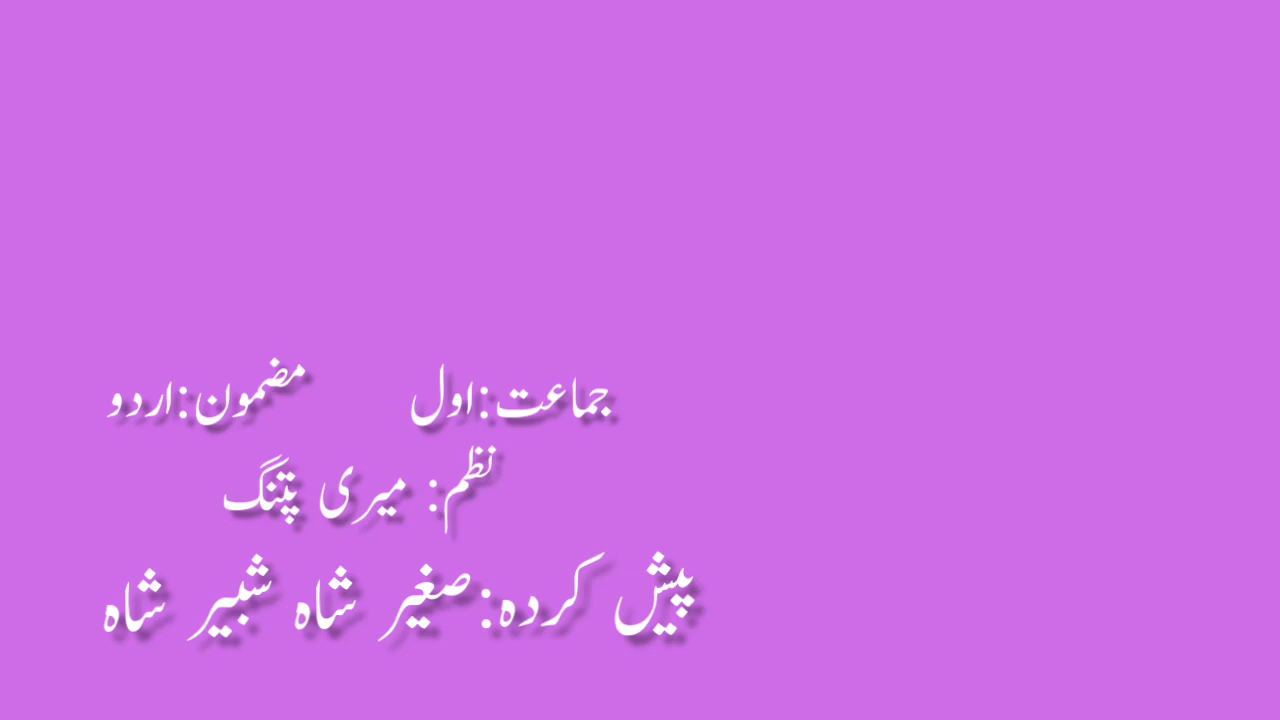 جماعت:اول مضمون:اردو
نظم: میری پتنگ
پیش کردہ:صغیر شاہ شبیر شاہ